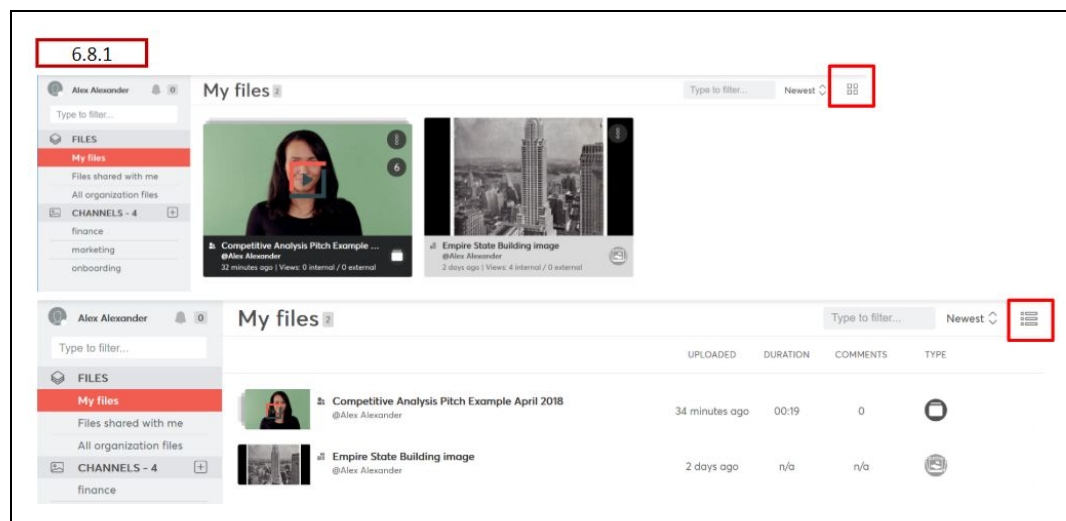 6.8.1
Alex Alexander 0
My files 2
Type to filter...
Newest
Type to filter...
FILES
My files
Files shared with me
All organization files
CHANNELS - 4
finance
marketing
onboarding
6
Competitive Analysis Pitch Example ...
@Alex Alexander
32 minutes ago | Views: 0 internal / 0 external
Empire State Building image
@Alex Alexander
2 days ago | Views: 4 internal / 0 external
Alex Alexander 0
My files 2
Type to filter...
Newest
Type to filter...
FILES
My files
Files shared with me
All organization files
CHANNELS - 4
finance
UPLOADED DURATION COMMENTS TYPE
Competitive Analysis Pitch Example April 2018
@Alex Alexander
34 minutes ago 00:19 0
Empire State Building image
@Alex Alexander
2 days ago n/a n/a